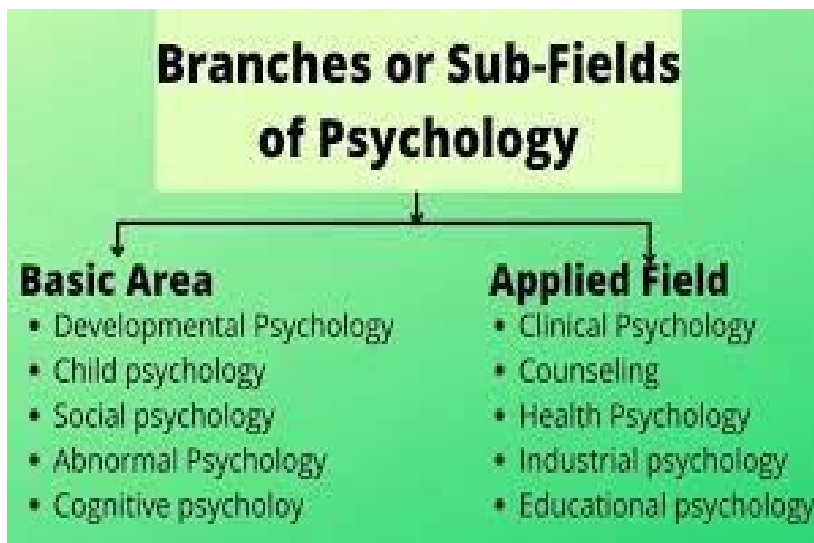 Branches or Sub-Fields
of Psychology
Basic Area
• Developmental Psychology
• Child psychology
• Social psychology
• Abnormal Psychology
• Cognitive psycholoy
Applied Field
• Clinical Psychology
• Counseling
• Health Psychology
• Industrial psychology
• Educational psychology